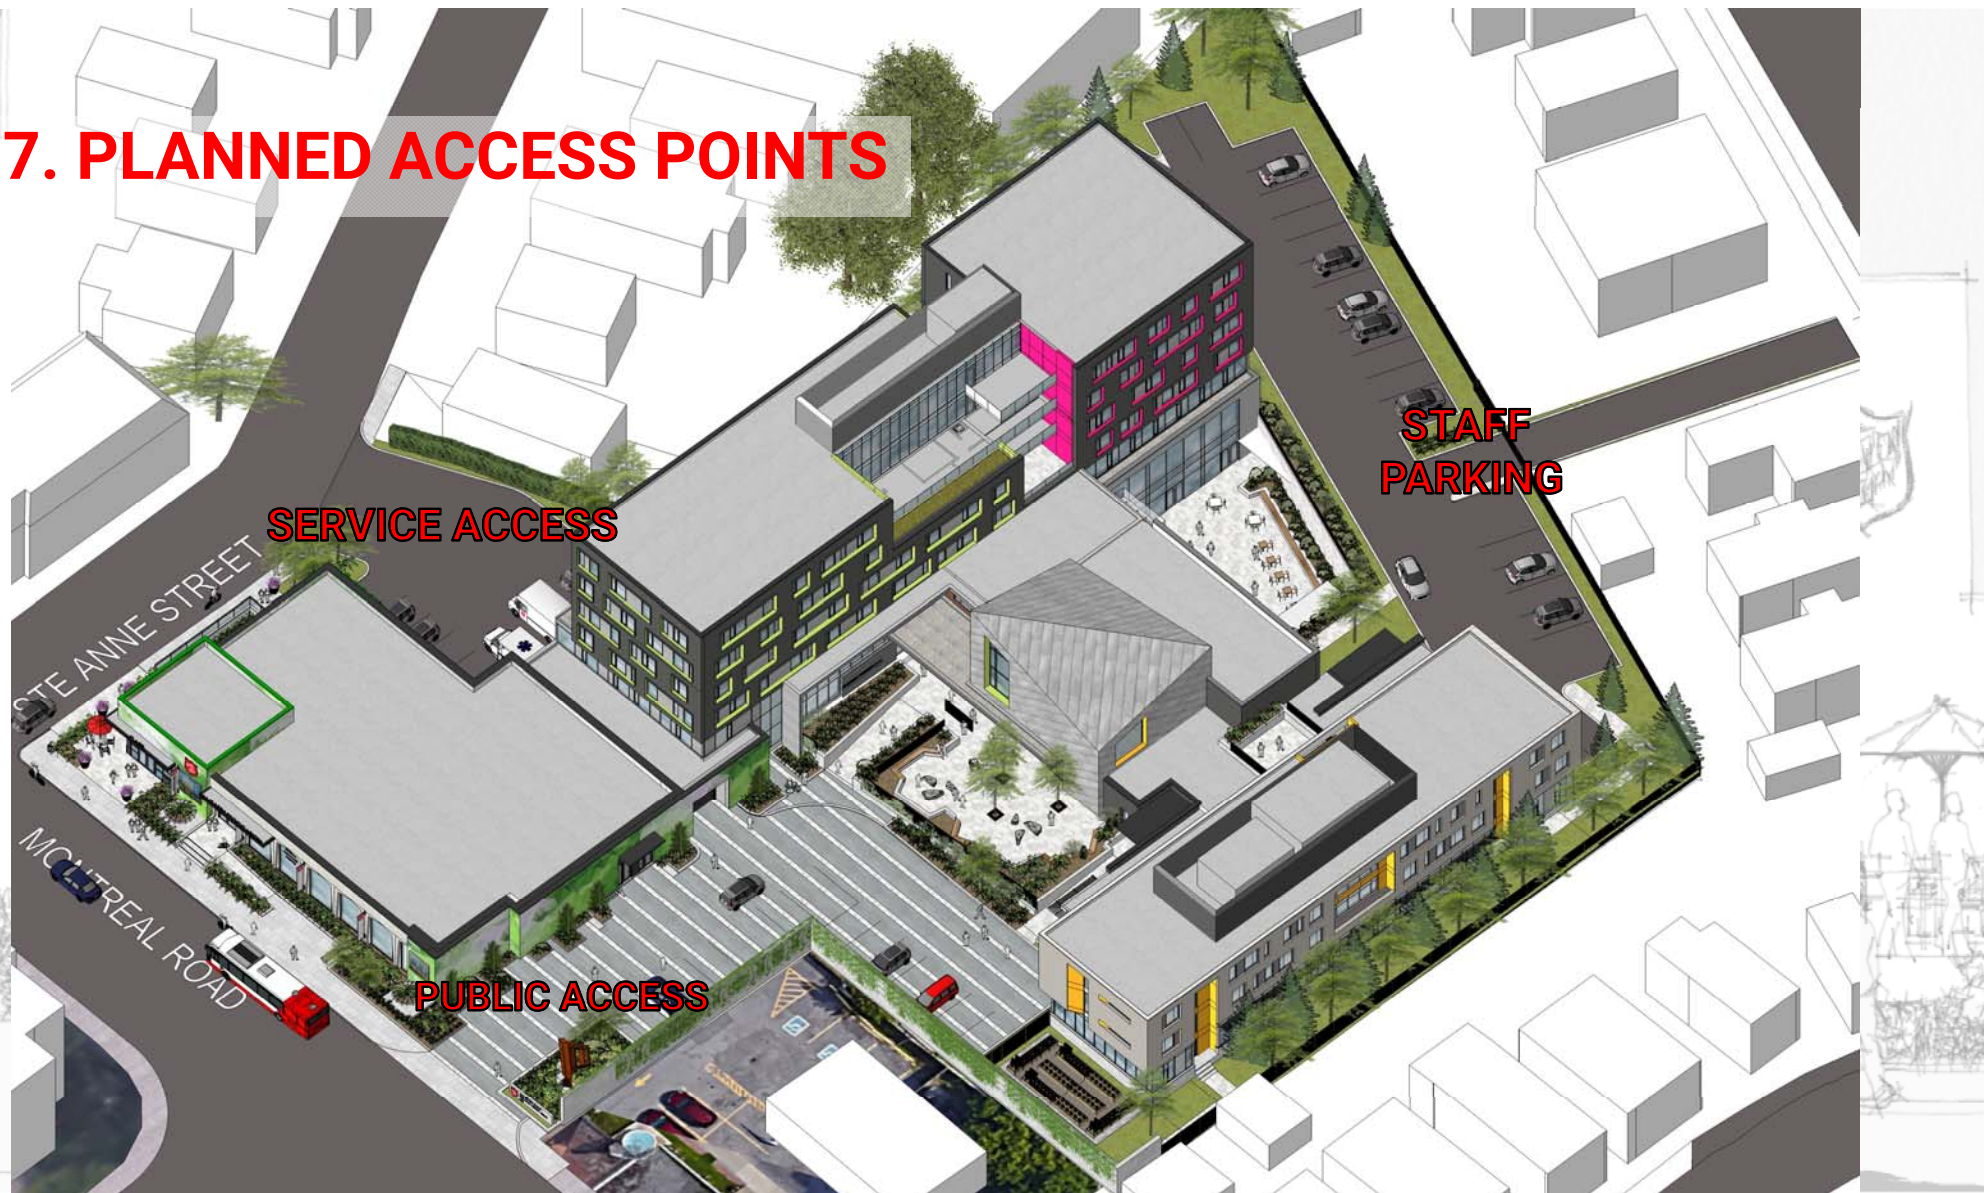 7. PLANNED ACCESS POINTS
STAFF
PARKING
SERVICE ACCESS
STE ANNE STREET
MONTREAL ROAD
PUBLIC ACCESS